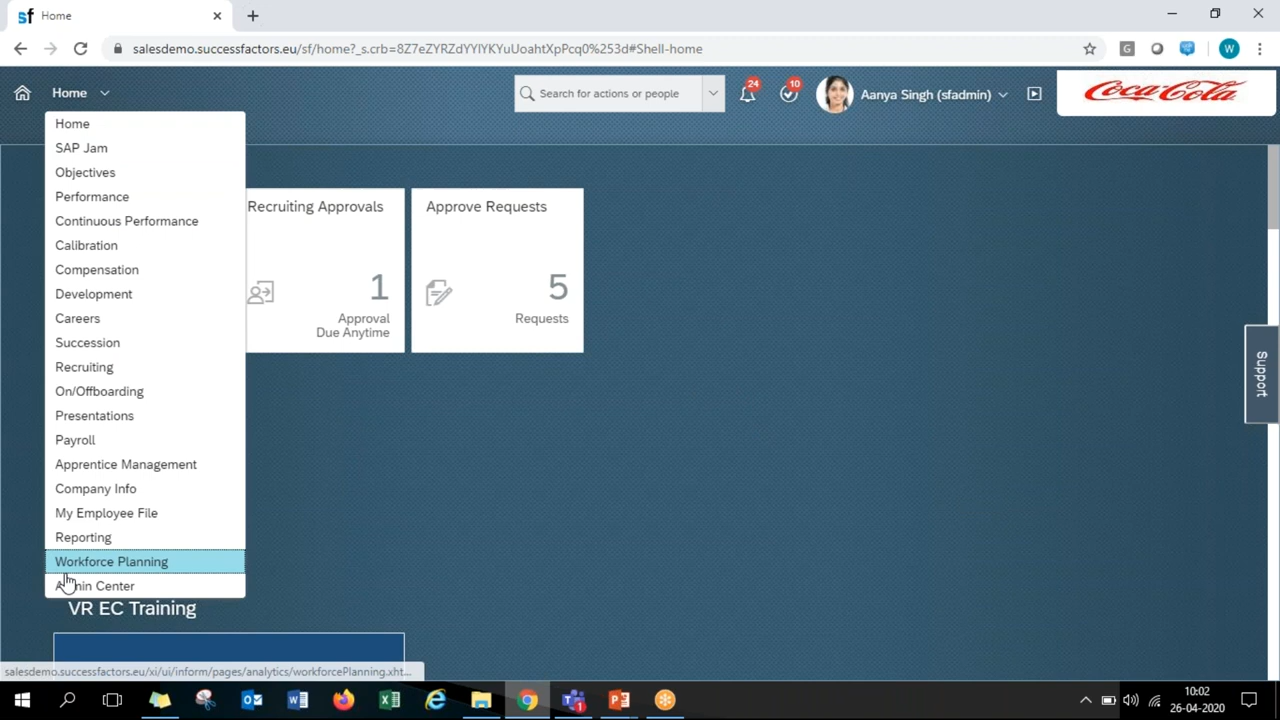 sf Home
salesdemo.successfactors.eu/sf/home?_s.crb=8Z7eZYRZdYYIYKYuUoahtXpPcq0%253d#Shell-home
G
W
Home
Search for actions or people
24
10
Aanya Singh (sfadmin)
Coca-Cola
Home
SAP Jam
Objectives
Performance
Continuous Performance
Calibration
Compensation
Development
Careers
Succession
Recruiting
On/Offboarding
Presentations
Payroll
Apprentice Management
Company Info
My Employee File
Reporting
Workforce Planning
Center
Recruiting Approvals
1
Approval
Due Anytime
Approve Requests
5
Requests
Support
VR EC Training
salesdemo.successfactors.eu/xi/ui/inform/pages/analytics/workforcePlanning.xht...
10:02
26-04-2020